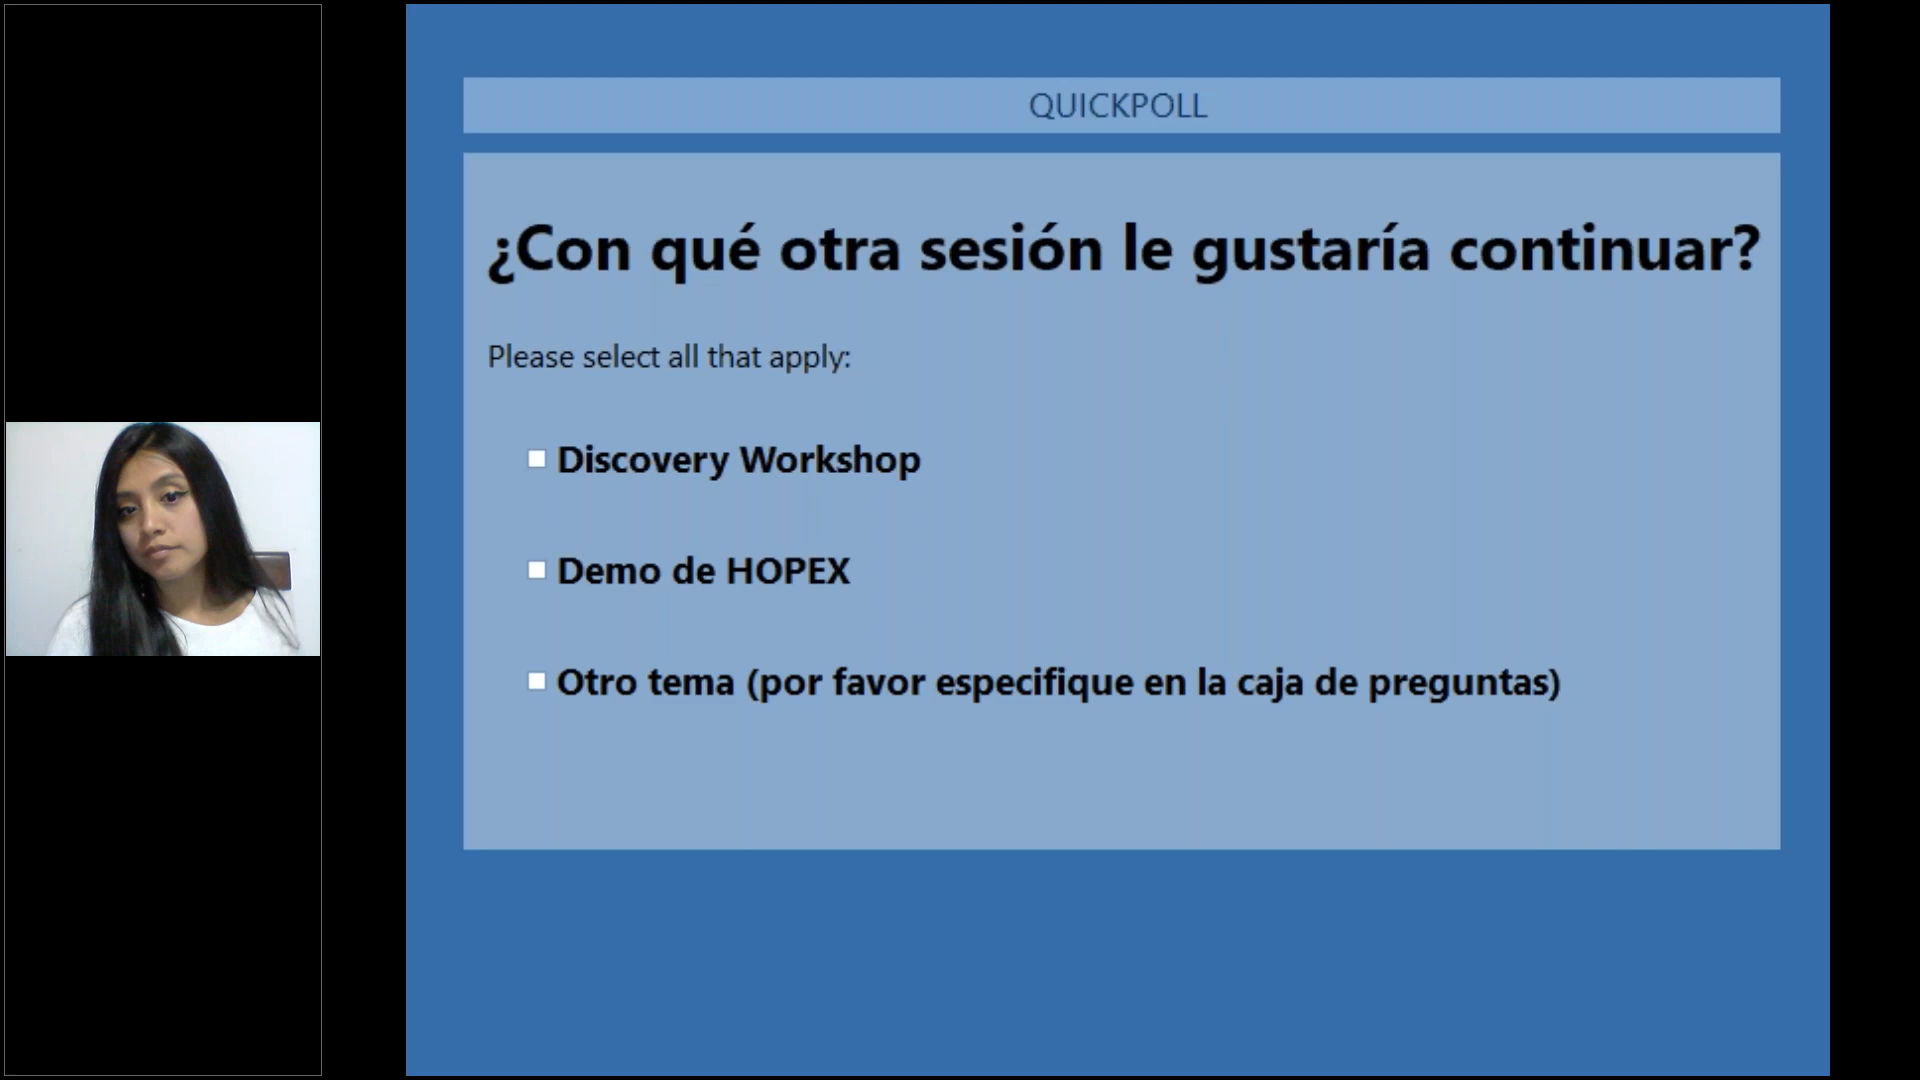 QUICKPOLL
¿Con qué otra sesión le gustaría continuar?
Please select all that apply:
Discovery Workshop
Demo de HOPEX
Otro tema (por favor especifique en la caja de preguntas)